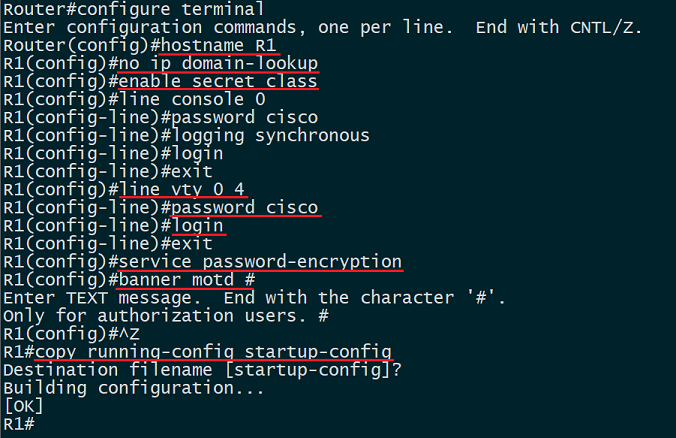 Router#configure terminal
Enter configuration commands, one per line.  End with CNTL/Z.
Router(config)#hostname R1
R1(config)#no ip domain-lookup
R1(config)#enable secret class
R1(config)#line console 0
R1(config-line)#password cisco
R1(config-line)#logging synchronous
R1(config-line)#login
R1(config-line)#exit
R1(config)#line vty 0 4
R1(config-line)#password cisco
R1(config-line)#login
R1(config-line)#exit
R1(config)#service password-encryption
R1(config)#banner motd #
Enter TEXT message.  End with the character '#'.
Only for authorization users. #
R1(config)#^Z
R1#copy running-config startup-config
Destination filename [startup-config]?
Building configuration...
[OK]
R1#